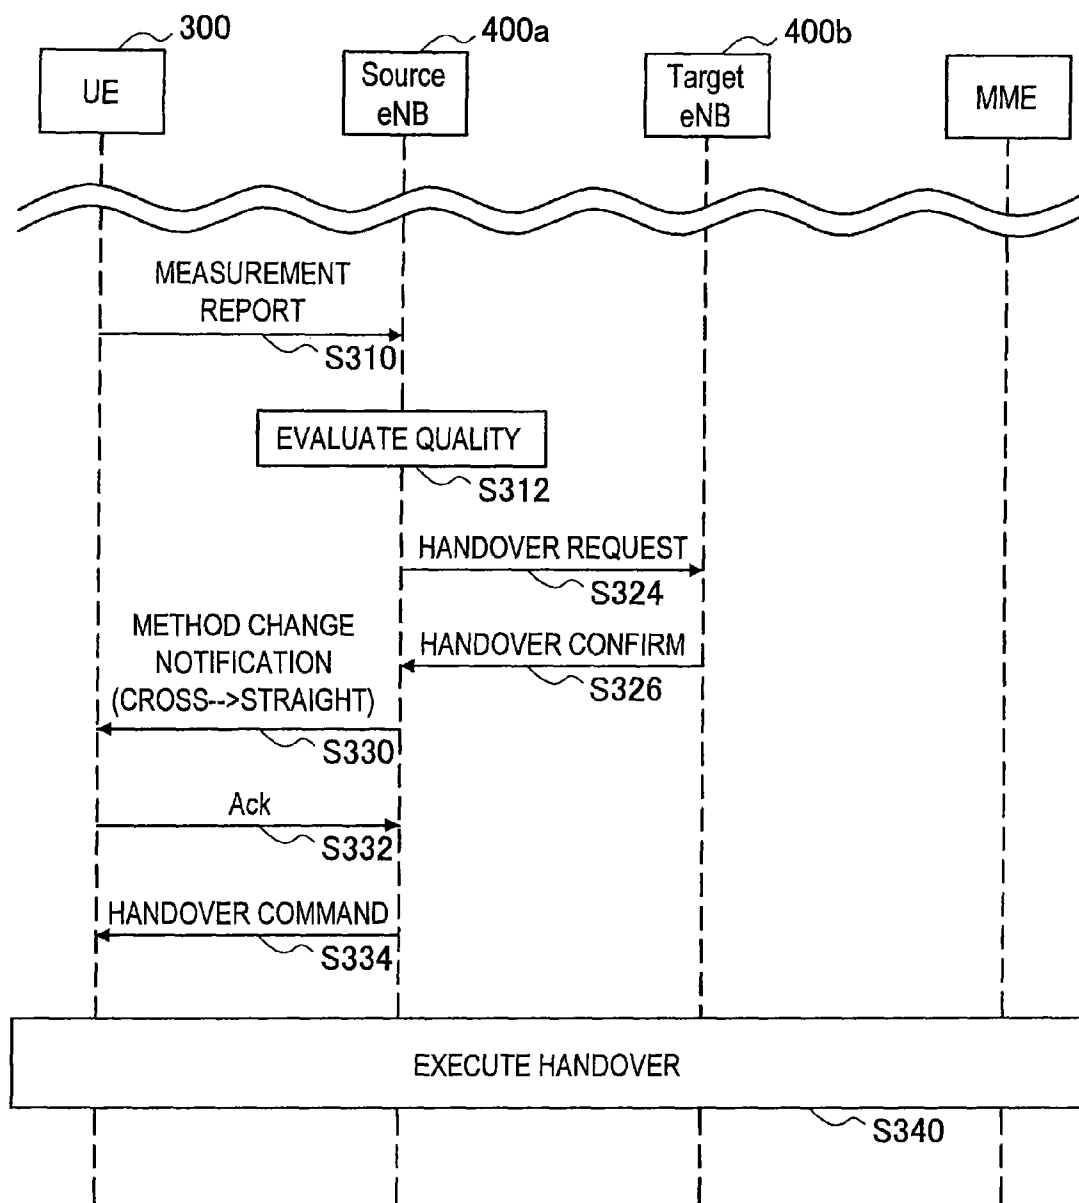 300
400a
400b
UE
Source
eNB
Target
eNB
MME
MEASUREMENT
REPORT
S310
EVALUATE QUALITY
S312
HANDOVER REQUEST
S324
METHOD CHANGE
NOTIFICATION
(CROSS-->STRAIGHT)
HANDOVER CONFIRM
S326
S330
Ack
S332
HANDOVER COMMAND
S334
EXECUTE HANDOVER
S340